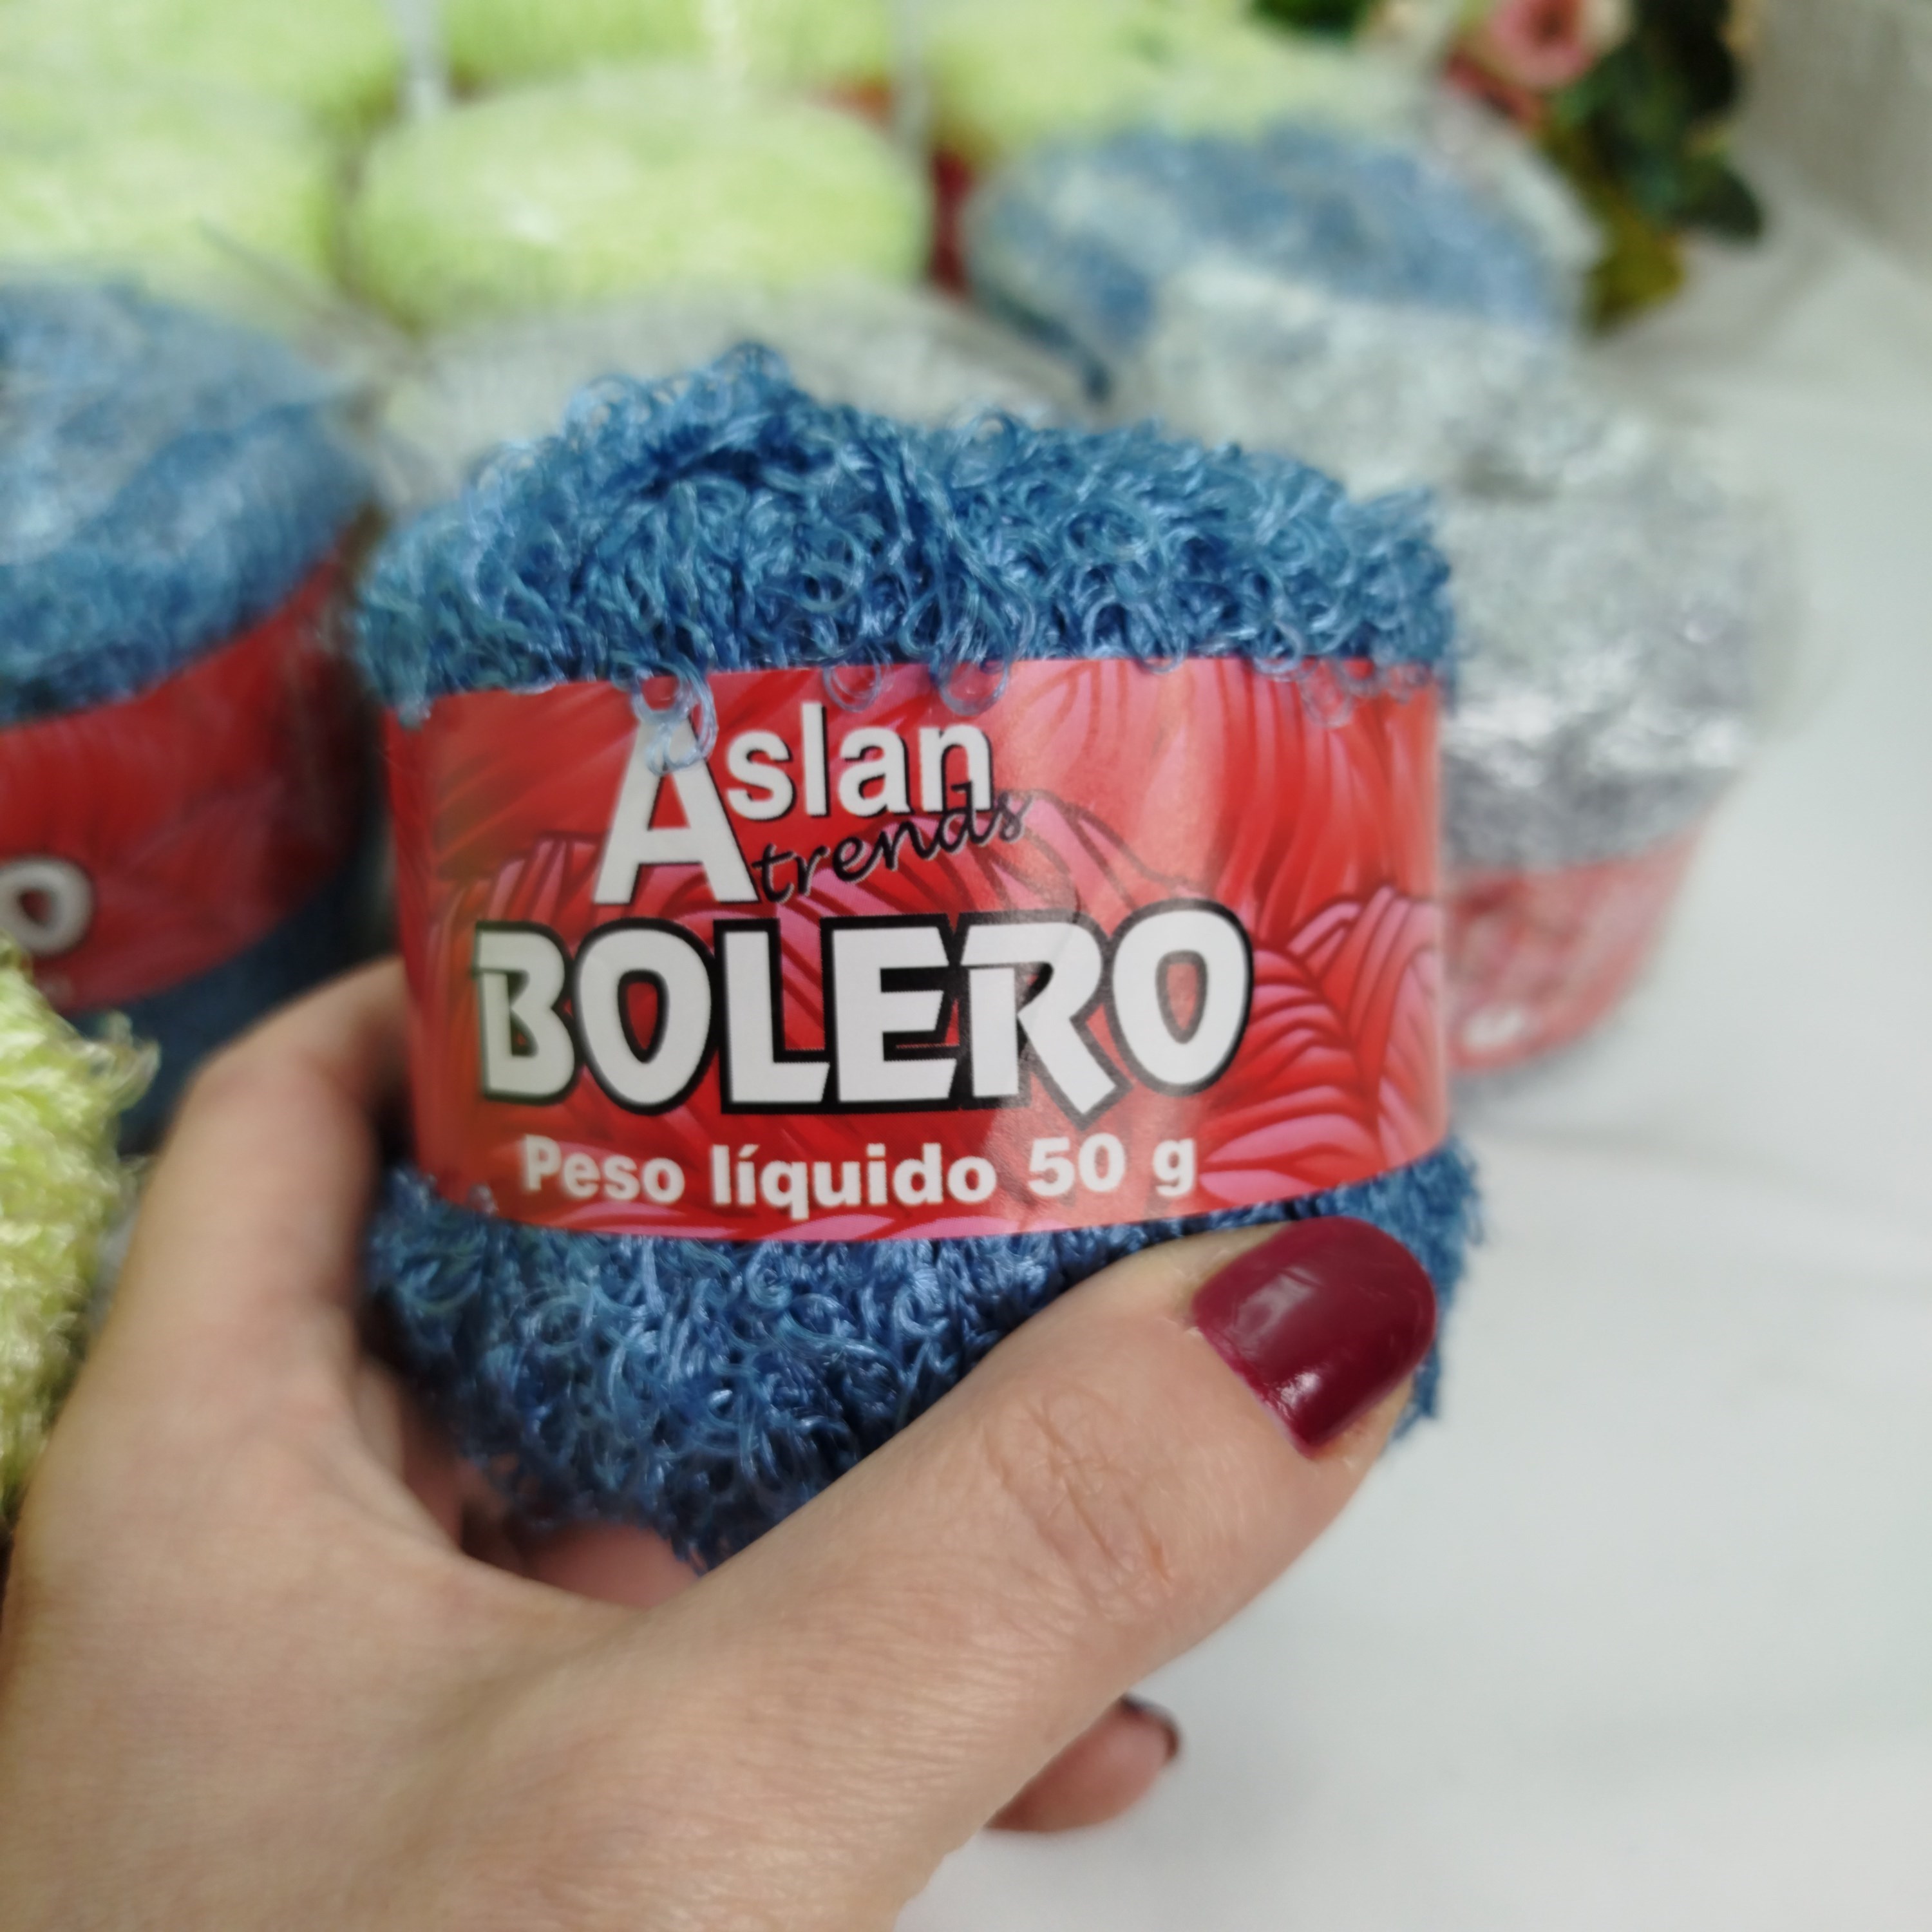 Aslan
trends
BOLERO
Peso líquido 50 g
O